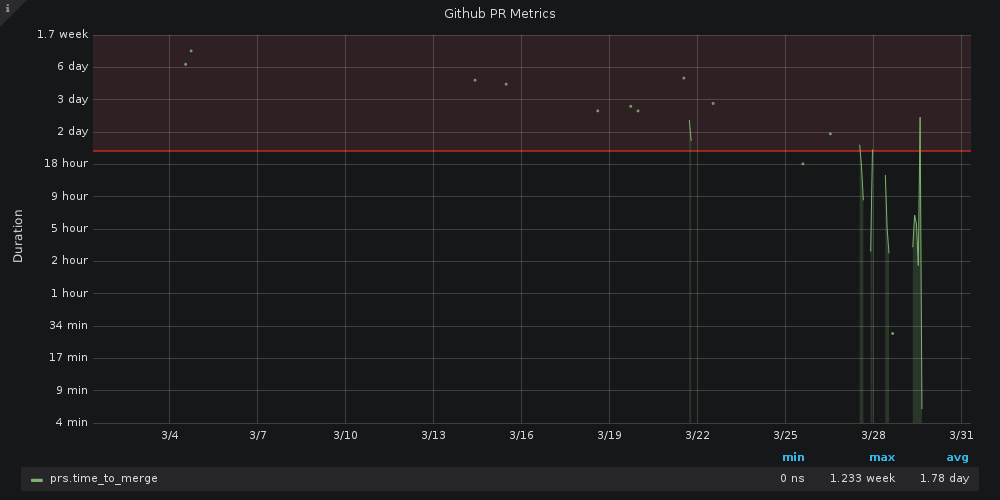 i
Github PR Metrics
1.7 week
6 day
3 day
2 day
18 hour
9 hour
5 hour
2 hour
1 hour
34 min
17 min
9 min
4 min
Duration
3/4 3/7 3/10 3/13 3/16 3/19 3/22 3/25 3/28 3/31
min max avg
prs.time_to_merge 0 ns 1.233 week 1.78 day